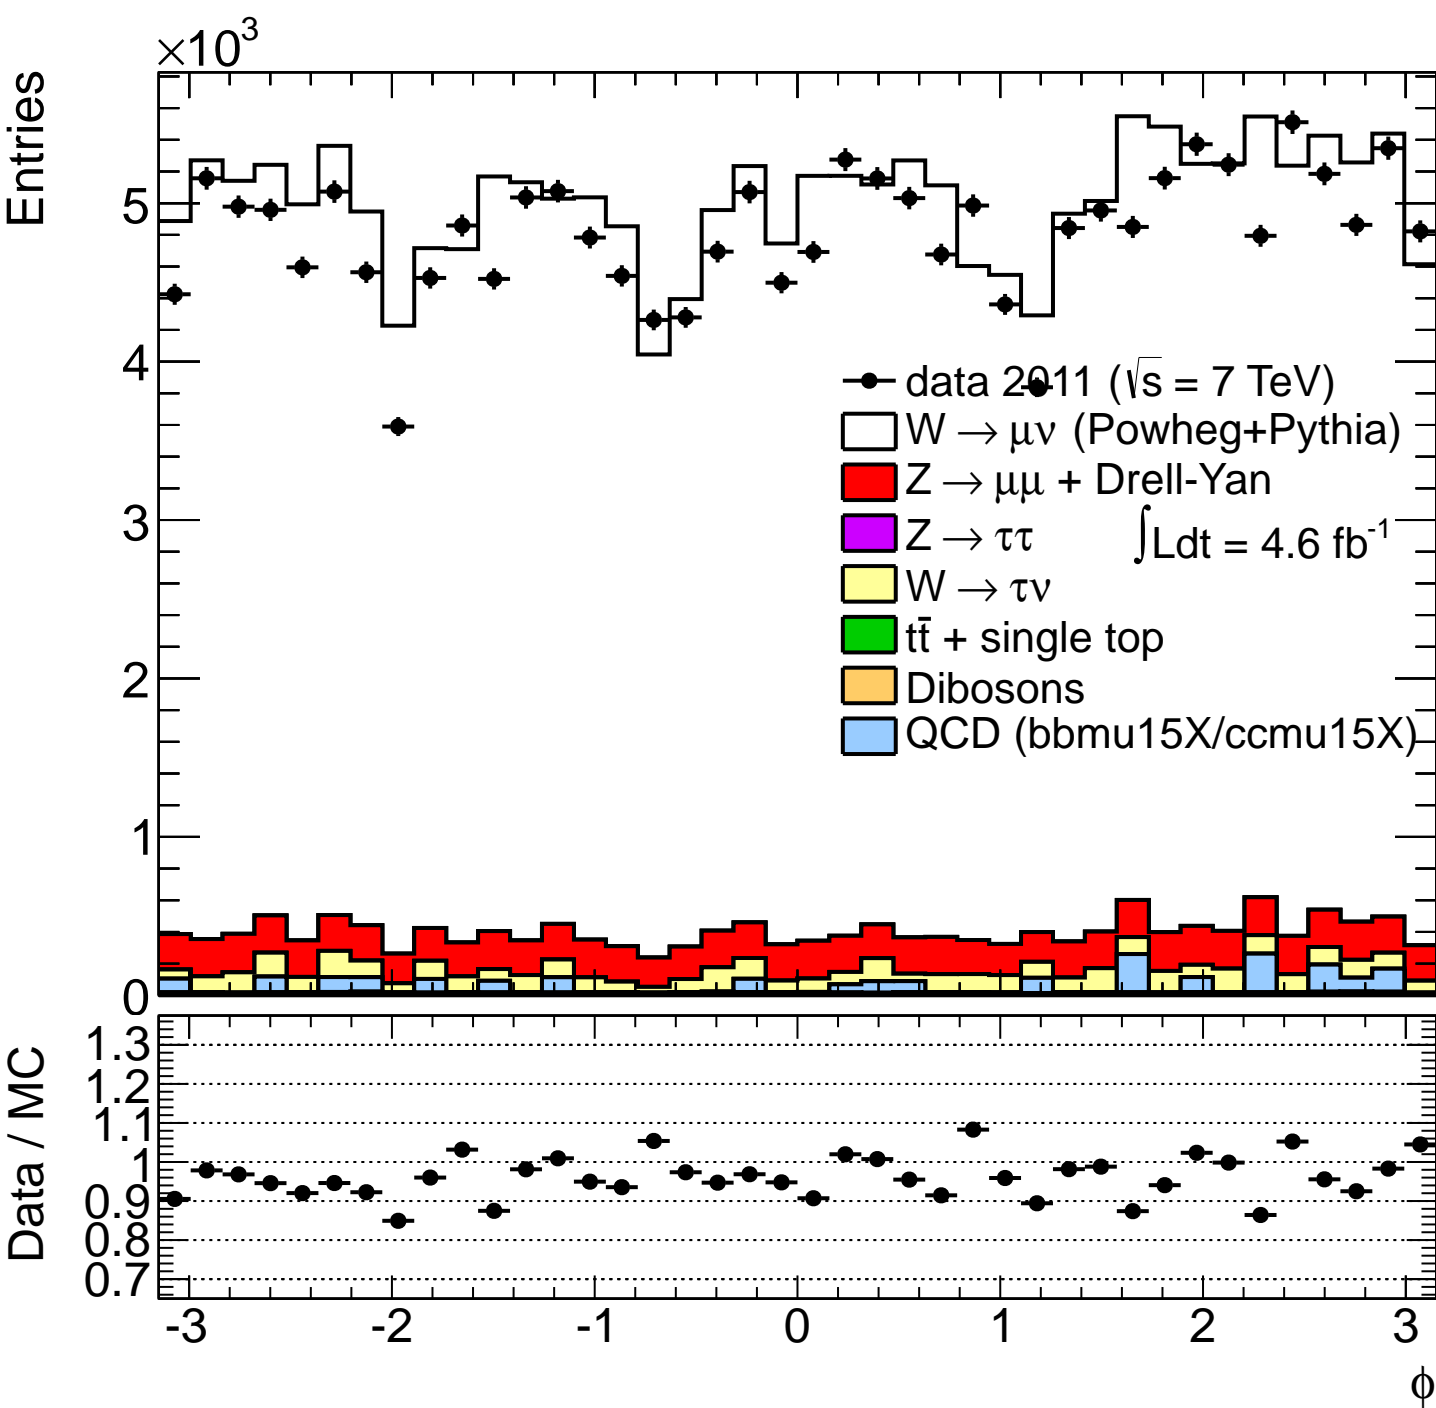 ×10³
Entries
5
4
3
2
1
0
data 2011 (√s = 7 TeV)
W → μν (Powheg+Pythia)
Z → μμ + Drell-Yan
Z → ττ
∫Ldt = 4.6 fb⁻¹
W → τν
tt̄ + single top
Dibosons
QCD (bbmu15X/ccmu15X)
Data / MC
1.3
1.2
1.1
1
0.9
0.8
0.7
-3 -2 -1 0 1 2 3
ϕ